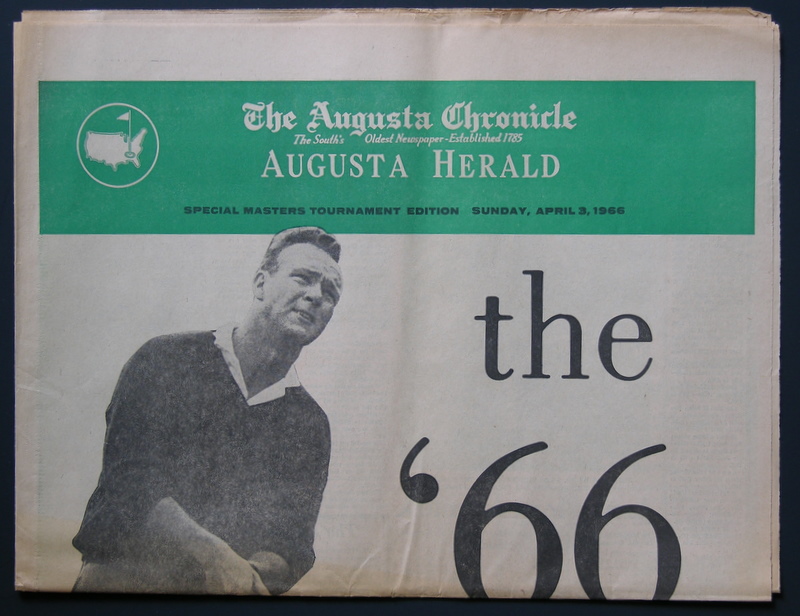 The Augusta Chronicle
The South's Oldest Newspaper - Established 1785
AUGUSTA HERALD
SPECIAL MASTERS TOURNAMENT EDITION SUNDAY, APRIL 3, 1966
the
‘66